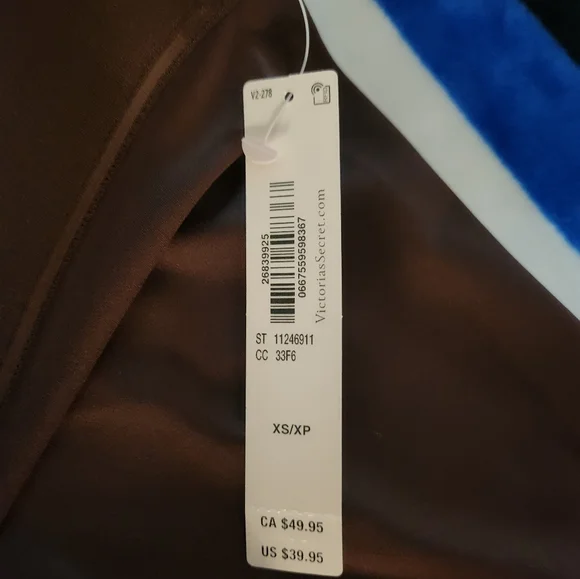 V2-278
26839925
0667559598367
VictoriasSecret.com
ST 11246911
CC 33F6
XS/XP
CA $49.95
US $39.95